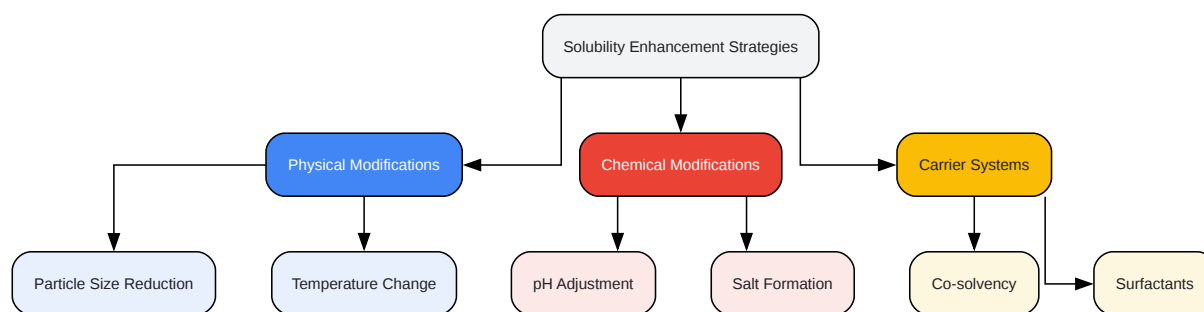 Solubility Enhancement Strategies
Physical Modifications
Chemical Modifications
Carrier Systems
Particle Size Reduction
Temperature Change
pH Adjustment
Salt Formation
Co-solvency
Surfactants